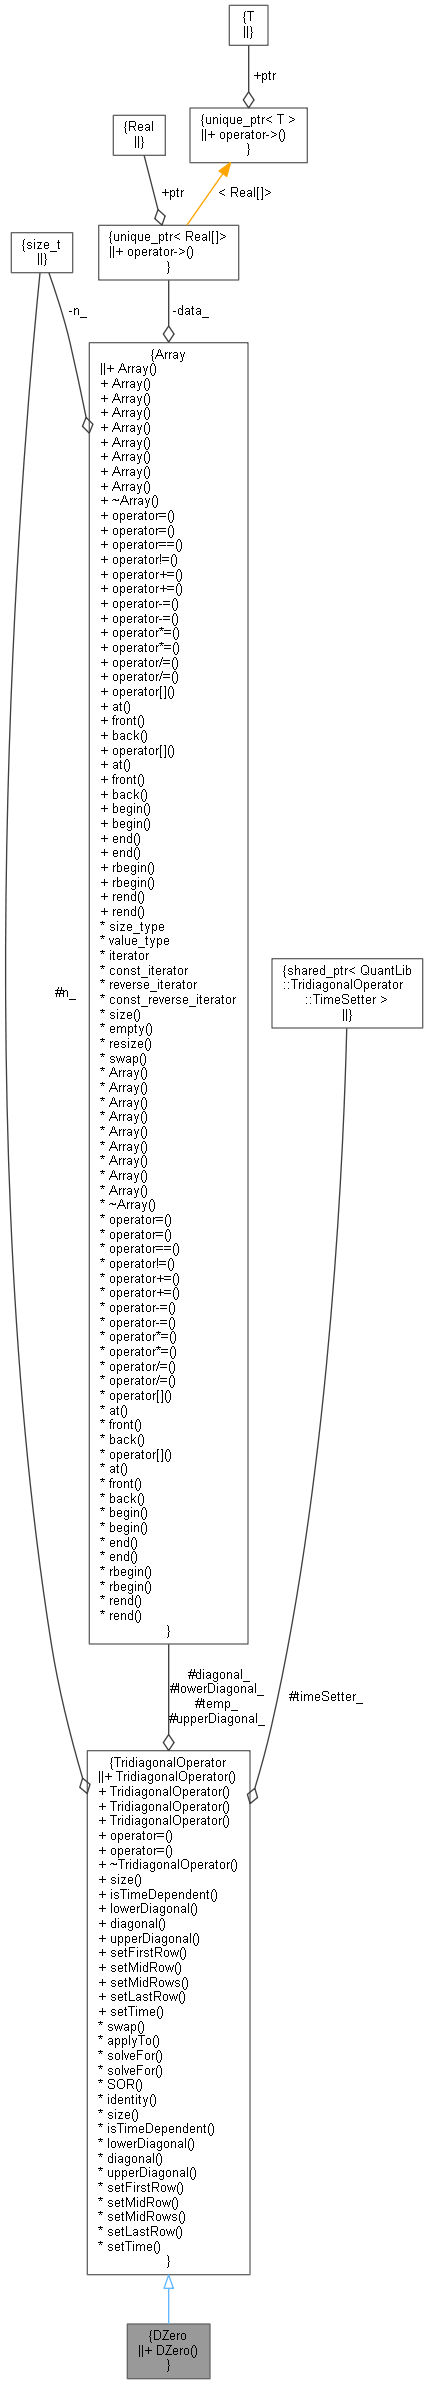 {T
||}
+ptr
{unique_ptr< T >
||+ operator->()
}
{Real
||}
+ptr
< Real[]>
{unique_ptr< Real[]>
||+ operator->()
}
{size_t
||}
-n_
-data_
{Array
||+ Array()
+ Array()
+ Array()
+ Array()
+ Array()
+ Array()
+ Array()
+ Array()
+ Array()
+ ~Array()
+ operator=()
+ operator=()
+ operator==()
+ operator!=()
+ operator+=()
+ operator+=()
+ operator-=()
+ operator-=()
+ operator*=()
+ operator*=()
+ operator/=()
+ operator/=()
+ operator[]()
+ at()
+ front()
+ back()
+ operator[]()
+ at()
+ front()
+ back()
+ begin()
+ begin()
+ end()
+ end()
+ rbegin()
+ rbegin()
+ rend()
+ rend()
* size_type
* value_type
* iterator
* const_iterator
* reverse_iterator
* const_reverse_iterator
* size()
* empty()
* resize()
* swap()
* Array()
* Array()
* Array()
* Array()
* Array()
* Array()
* Array()
* Array()
* Array()
* ~Array()
* operator=()
* operator=()
* operator==()
* operator!=()
* operator+=()
* operator+=()
* operator-=()
* operator-=()
* operator*=()
* operator*=()
* operator/=()
* operator/=()
* operator[]()
* at()
* front()
* back()
* operator[]()
* at()
* front()
* back()
* begin()
* begin()
* end()
* end()
* rbegin()
* rbegin()
* rend()
* rend()
}
#n_
{shared_ptr< QuantLib
::TridiagonalOperator
::TimeSetter >
||}
#diagonal_
#lowerDiagonal_
#temp_
#upperDiagonal_
#timeSetter_
{TridiagonalOperator
||+ TridiagonalOperator()
+ TridiagonalOperator()
+ TridiagonalOperator()
+ TridiagonalOperator()
+ operator=()
+ operator=()
+ ~TridiagonalOperator()
+ size()
+ isTimeDependent()
+ lowerDiagonal()
+ diagonal()
+ upperDiagonal()
+ setFirstRow()
+ setMidRow()
+ setMidRows()
+ setLastRow()
+ setTime()
* swap()
* applyTo()
* solveFor()
* solveFor()
* SOR()
* identity()
* size()
* isTimeDependent()
* lowerDiagonal()
* diagonal()
* upperDiagonal()
* setFirstRow()
* setMidRow()
* setMidRows()
* setLastRow()
* setTime()
}
{DZero
||+ DZero()
}